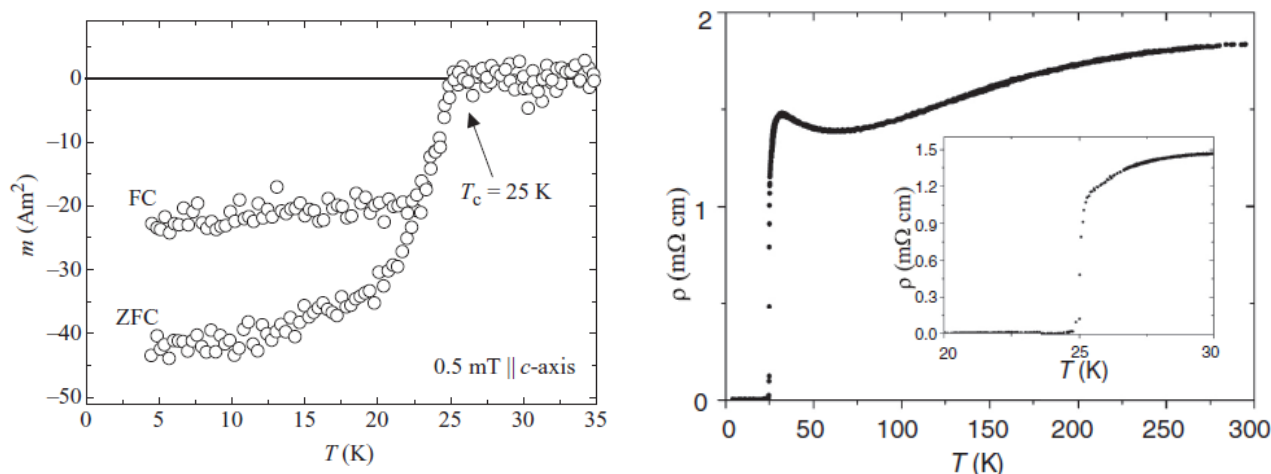 0
−10
−20
−30
−40
−50
m (Am²)
FC
ZFC
T_c = 25 K
0.5 mT || c-axis
0 5 10 15 20 25 30 35
T (K)
2
1
0
ρ (mΩ cm)
0 50 100 150 200 250 300
T (K)
1.5
1.2
0.9
0.6
0.3
0.0
ρ (mΩ cm)
20 25 30
T (K)